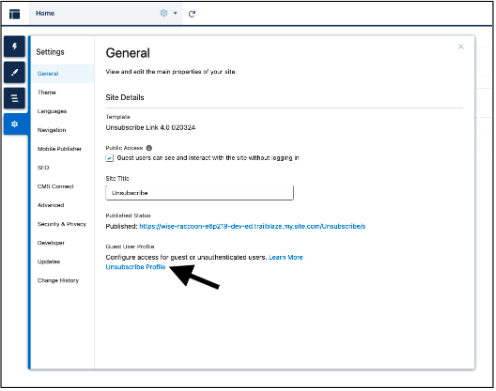 Home
Settings
General
Theme
Languages
Navigation
Mobile Publisher
SEO
CMS Connect
Advanced
Security & Privacy
Developer
Updates
Change History
General
View and edit the main properties of your site.
Site Details
Template
Unsubscribe Link 4.0 020324
Public Access
Guest users can see and interact with the site without logging in
Site Title
Unsubscribe
Published Status
Published: https://wise-raccoon-e8p219-dev-ed.trailblaze.my.site.com/Unsubscribe/s
Guest User Profile
Configure access for guest or unauthenticated users. Learn More
Unsubscribe Profile